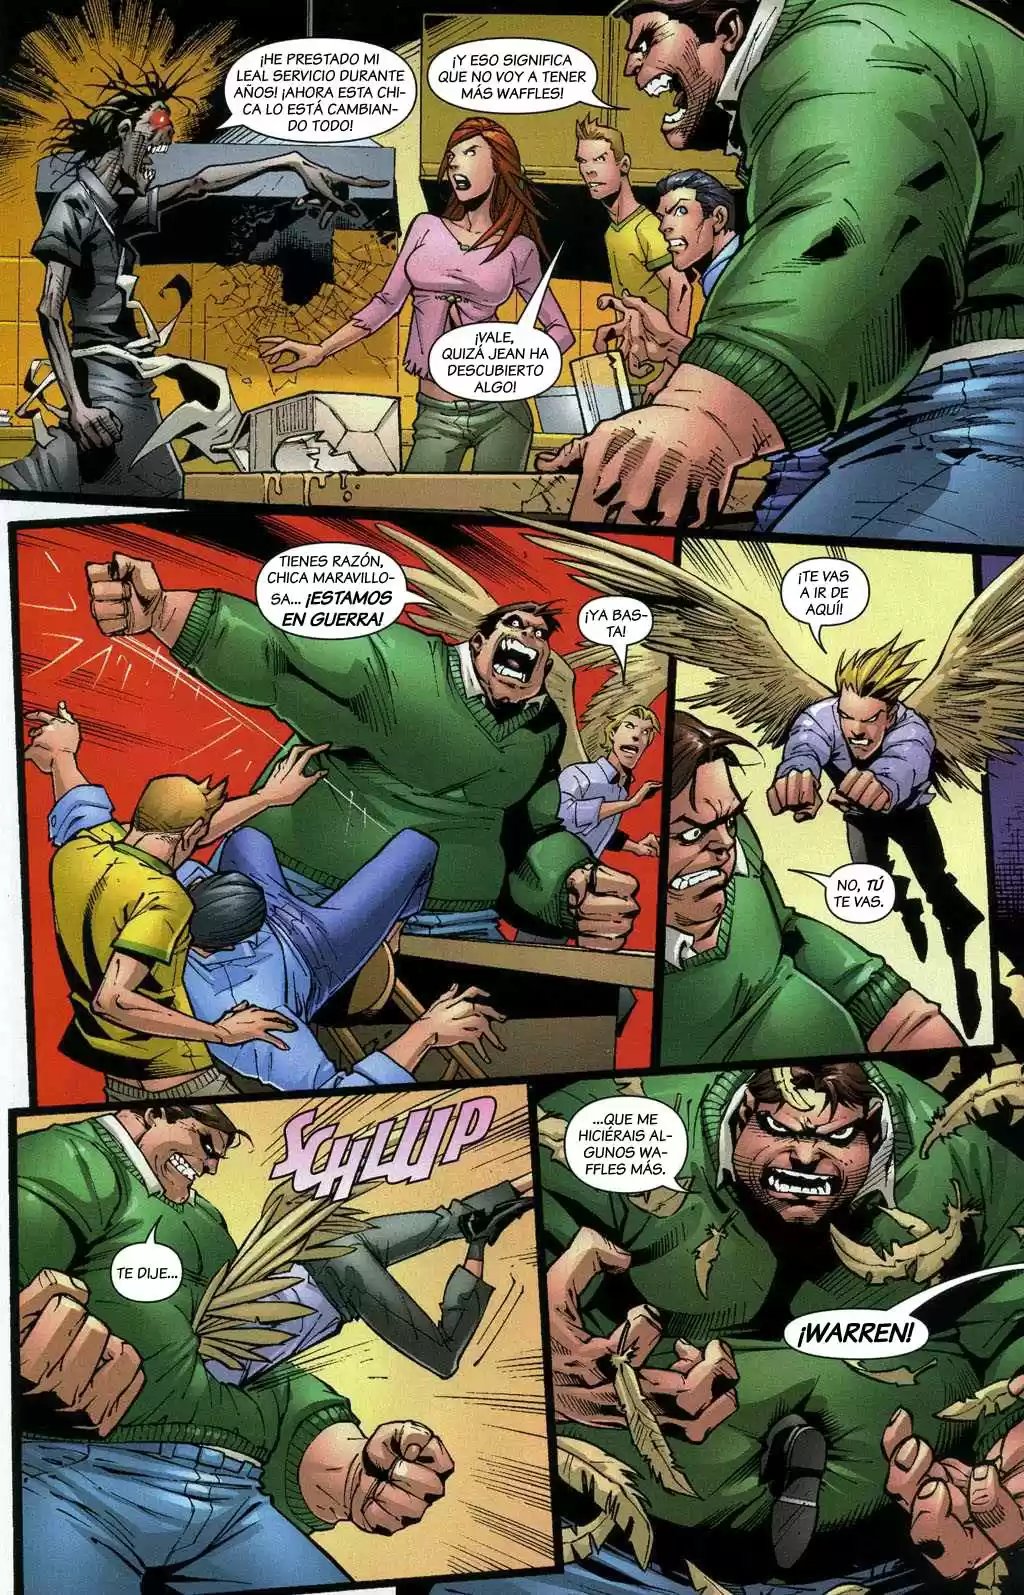 ¡HE PRESTADO MI
LEAL SERVICIO DURANTE
AÑOS! ¡AHORA ESTA CHI-
CA LO ESTÁ CAMBIAN-
DO TODO!
¡Y ESO SIGNIFICA
QUE NO VOY A TENER
MÁS WAFFLES!
¡VALE,
QUIZÁ JEAN HA
DESCUBIERTO
ALGO!
TIENES RAZÓN,
CHICA MARAVILLO-
SA... ¡ESTAMOS
EN GUERRA!
¡YA BAS-
TA!
¡TE VAS
A IR DE
AQUÍ!
NO, TÚ
TE VAS.
TE DIJE...
SCHLUP
...QUE ME
HICIÉRAIS AL-
GUNOS WA-
FFLES MÁS.
¡WARREN!